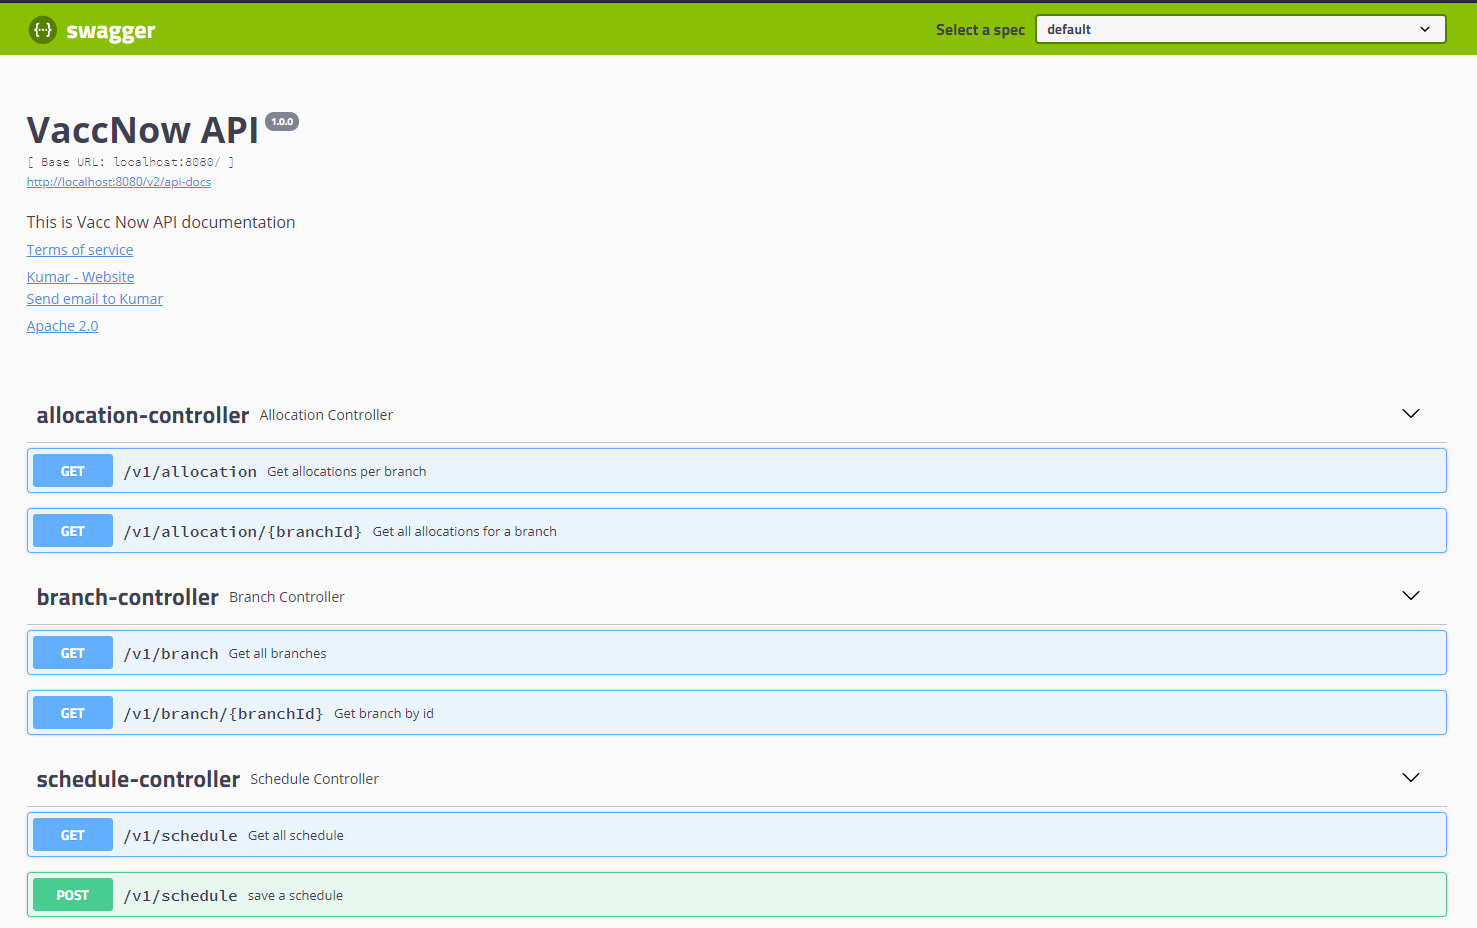 {··} swagger Select a spec default
VaccNow API 1.0.0
[ Base URL: localhost:8080/ ]
http://localhost:8080/v2/api-docs
This is Vacc Now API documentation
Terms of service
Kumar - Website
Send email to Kumar
Apache 2.0
allocation-controller Allocation Controller
GET /v1/allocation Get allocations per branch
GET /v1/allocation/{branchId} Get all allocations for a branch
branch-controller Branch Controller
GET /v1/branch Get all branches
GET /v1/branch/{branchId} Get branch by id
schedule-controller Schedule Controller
GET /v1/schedule Get all schedule
POST /v1/schedule save a schedule